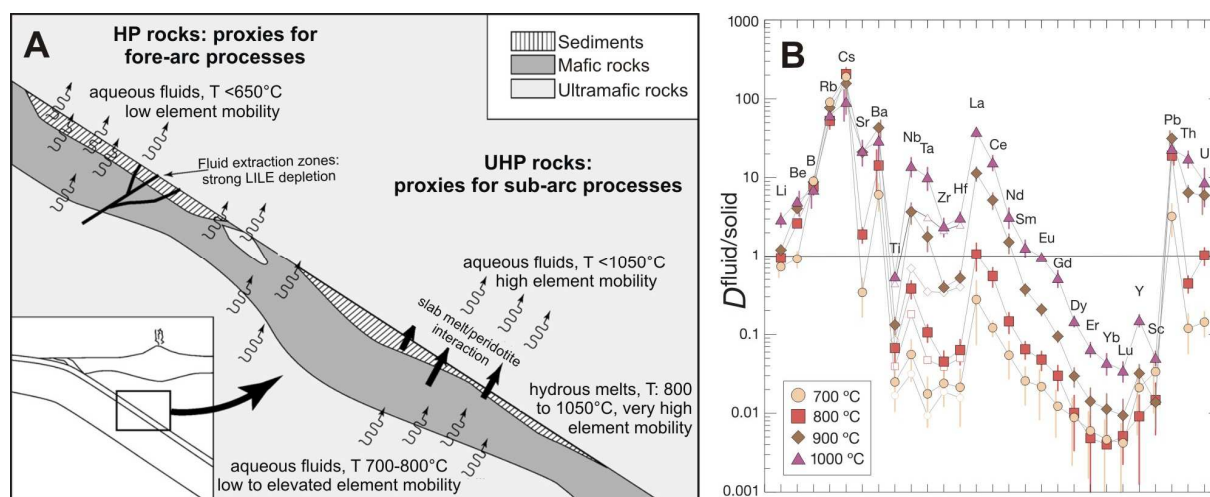 A
HP rocks: proxies for
fore-arc processes
aqueous fluids, T <650°C
low element mobility
Sediments
Mafic rocks
Ultramafic rocks
Fluid extraction zones:
strong LILE depletion
UHP rocks:
proxies for sub-arc processes
aqueous fluids, T <1050°C
high element mobility
slab melt/peridotite
interaction
hydrous melts, T: 800
to 1050°C, very high
element mobility
aqueous fluids, T 700-800°C
low to elevated element mobility
B
Dfluid/solid
1000
100
10
1
0.1
0.01
0.001
Li
Be
B
Rb
Cs
Sr
Ba
Ti
Nb
Ta
Zr
Hf
La
Ce
Nd
Sm
Eu
Gd
Dy
Er
Yb
Lu
Y
Sc
Pb
Th
U
700 ºC
800 ºC
900 ºC
1000 ºC